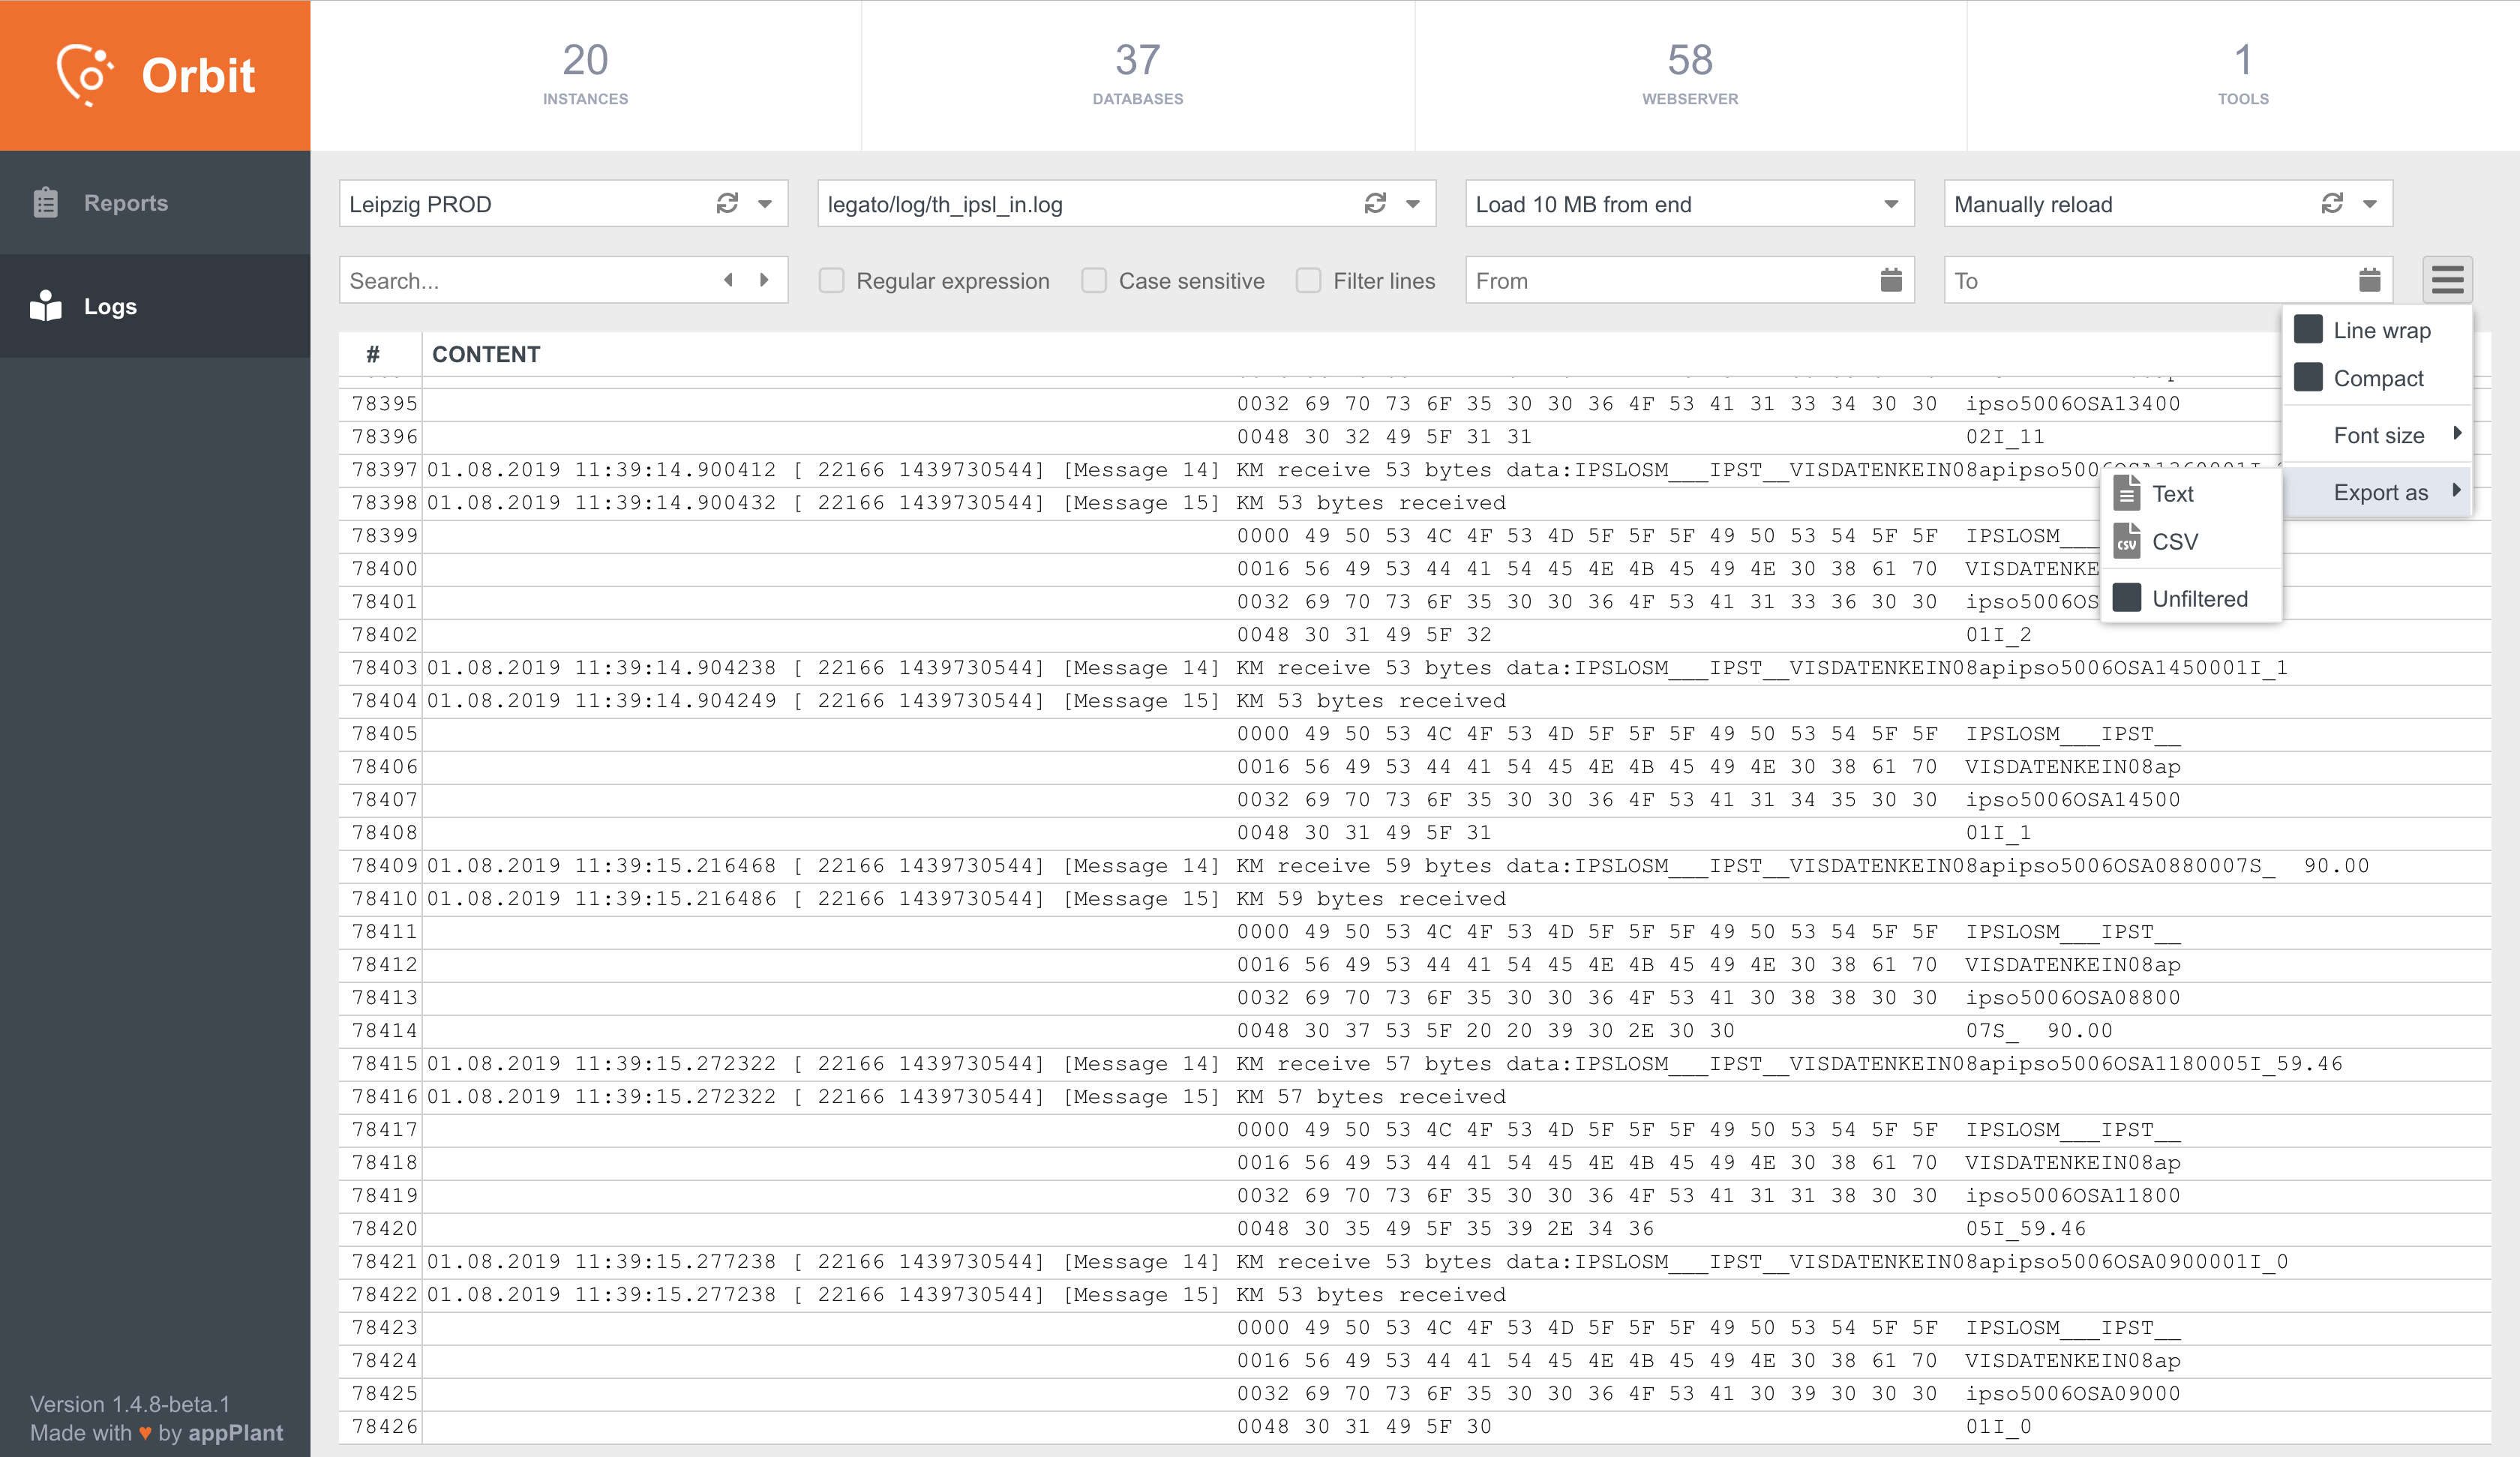 Orbit
20
INSTANCES
37
DATABASES
58
WEBSERVER
1
TOOLS
Reports
Logs
Leipzig PROD
legato/log/th_ipsl_in.log
Load 10 MB from end
Manually reload
Search...
Regular expression
Case sensitive
Filter lines
From
To
Line wrap
Compact
Font size
Export as
Text
CSV
Unfiltered
# CONTENT
78395 0032 69 70 73 6F 35 30 30 36 4F 53 41 31 33 34 30 30 ipso5006OSA13400
78396 0048 30 32 49 5F 31 31 02I_11
78397 01.08.2019 11:39:14.900412 [ 22166 1439730544] [Message 14] KM receive 53 bytes data:IPSLOSM___IPST__VISDATENKEIN08apipso500
78398 01.08.2019 11:39:14.900432 [ 22166 1439730544] [Message 15] KM 53 bytes received
78399 0000 49 50 53 4C 4F 53 4D 5F 5F 5F 49 50 53 54 5F 5F IPSLOSM___
78400 0016 56 49 53 44 41 54 45 4E 4B 45 49 4E 30 38 61 70 VISDATENKE
78401 0032 69 70 73 6F 35 30 30 36 4F 53 41 31 33 36 30 30 ipso5006OS
78402 0048 30 31 49 5F 32 01I_2
78403 01.08.2019 11:39:14.904238 [ 22166 1439730544] [Message 14] KM receive 53 bytes data:IPSLOSM___IPST__VISDATENKEIN08apipso5006OSA1450001I_1
78404 01.08.2019 11:39:14.904249 [ 22166 1439730544] [Message 15] KM 53 bytes received
78405 0000 49 50 53 4C 4F 53 4D 5F 5F 5F 49 50 53 54 5F 5F IPSLOSM___IPST__
78406 0016 56 49 53 44 41 54 45 4E 4B 45 49 4E 30 38 61 70 VISDATENKEIN08ap
78407 0032 69 70 73 6F 35 30 30 36 4F 53 41 31 34 35 30 30 ipso5006OSA14500
78408 0048 30 31 49 5F 31 01I_1
78409 01.08.2019 11:39:15.216468 [ 22166 1439730544] [Message 14] KM receive 59 bytes data:IPSLOSM___IPST__VISDATENKEIN08apipso5006OSA0880007S_  90.00
78410 01.08.2019 11:39:15.216486 [ 22166 1439730544] [Message 15] KM 59 bytes received
78411 0000 49 50 53 4C 4F 53 4D 5F 5F 5F 49 50 53 54 5F 5F IPSLOSM___IPST__
78412 0016 56 49 53 44 41 54 45 4E 4B 45 49 4E 30 38 61 70 VISDATENKEIN08ap
78413 0032 69 70 73 6F 35 30 30 36 4F 53 41 30 38 38 30 30 ipso5006OSA08800
78414 0048 30 37 53 5F 20 20 39 30 2E 30 30 07S_  90.00
78415 01.08.2019 11:39:15.272322 [ 22166 1439730544] [Message 14] KM receive 57 bytes data:IPSLOSM___IPST__VISDATENKEIN08apipso5006OSA1180005I_59.46
78416 01.08.2019 11:39:15.272322 [ 22166 1439730544] [Message 15] KM 57 bytes received
78417 0000 49 50 53 4C 4F 53 4D 5F 5F 5F 49 50 53 54 5F 5F IPSLOSM___IPST__
78418 0016 56 49 53 44 41 54 45 4E 4B 45 49 4E 30 38 61 70 VISDATENKEIN08ap
78419 0032 69 70 73 6F 35 30 30 36 4F 53 41 31 31 38 30 30 ipso5006OSA11800
78420 0048 30 35 49 5F 35 39 2E 34 36 05I_59.46
78421 01.08.2019 11:39:15.277238 [ 22166 1439730544] [Message 14] KM receive 53 bytes data:IPSLOSM___IPST__VISDATENKEIN08apipso5006OSA0900001I_0
78422 01.08.2019 11:39:15.277238 [ 22166 1439730544] [Message 15] KM 53 bytes received
78423 0000 49 50 53 4C 4F 53 4D 5F 5F 5F 49 50 53 54 5F 5F IPSLOSM___IPST__
78424 0016 56 49 53 44 41 54 45 4E 4B 45 49 4E 30 38 61 70 VISDATENKEIN08ap
78425 0032 69 70 73 6F 35 30 30 36 4F 53 41 30 39 30 30 30 ipso5006OSA09000
78426 0048 30 31 49 5F 30 01I_0
Version 1.4.8-beta.1
Made with ♥ by appPlant